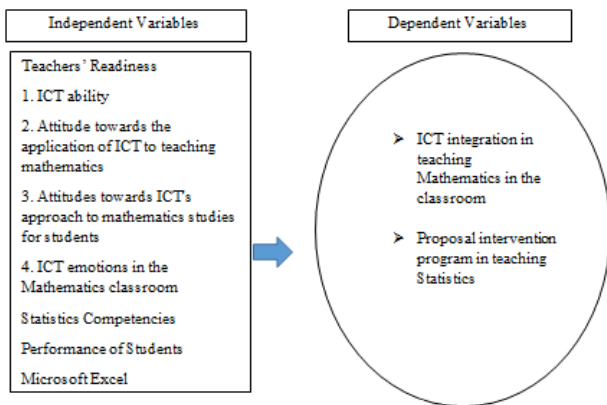 Independent Variables
Dependent Variables
Teachers' Readiness
1. ICT ability
2. Attitude towards the
application of ICT to teaching
mathematics
3. Attitudes towards ICT's
approach to mathematics studies
for students
4. ICT emotions in the
Mathematics classroom
Statistics Competencies
Performance of Students
Microsoft Excel
➢ ICT integration in
teaching
Mathematics in the
classroom
➢ Proposal intervention
program in teaching
Statistics